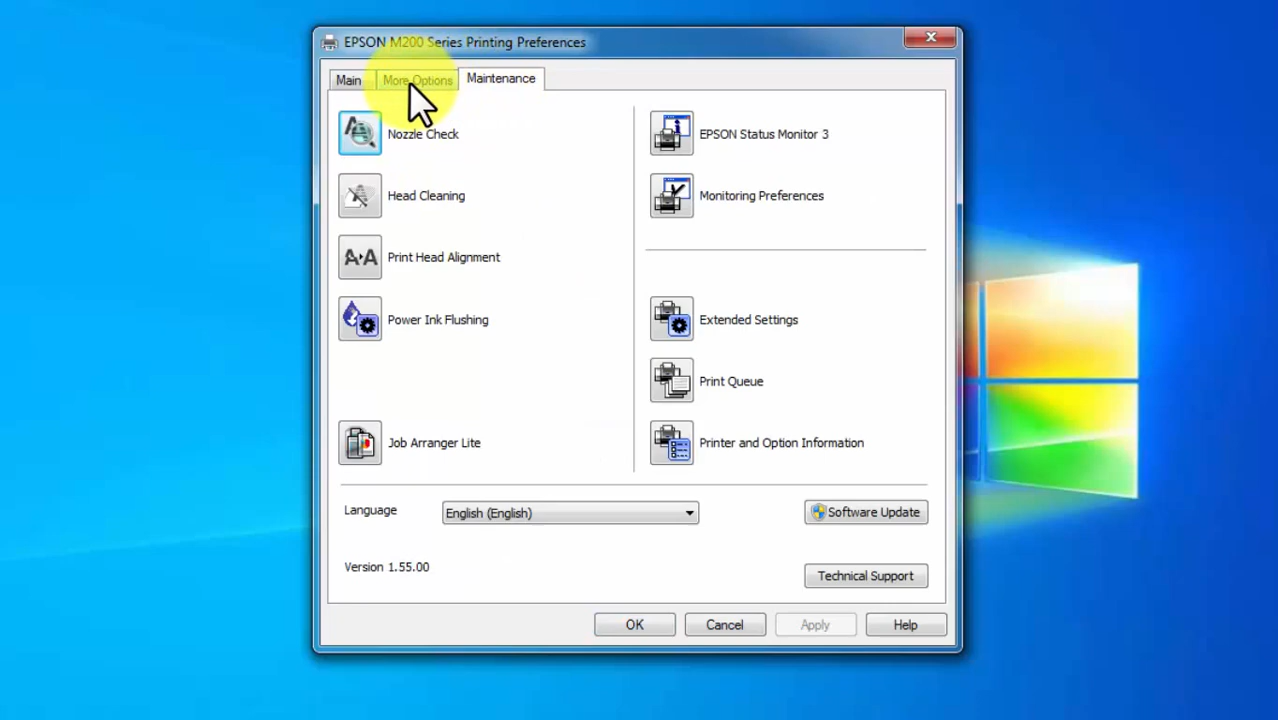 EPSON M200 Series Printing Preferences
Main
More Options
Maintenance
Nozzle Check
Head Cleaning
Print Head Alignment
Power Ink Flushing
Job Arranger Lite
EPSON Status Monitor 3
Monitoring Preferences
Extended Settings
Print Queue
Printer and Option Information
Language
English (English)
Software Update
Version 1.55.00
Technical Support
OK
Cancel
Apply
Help